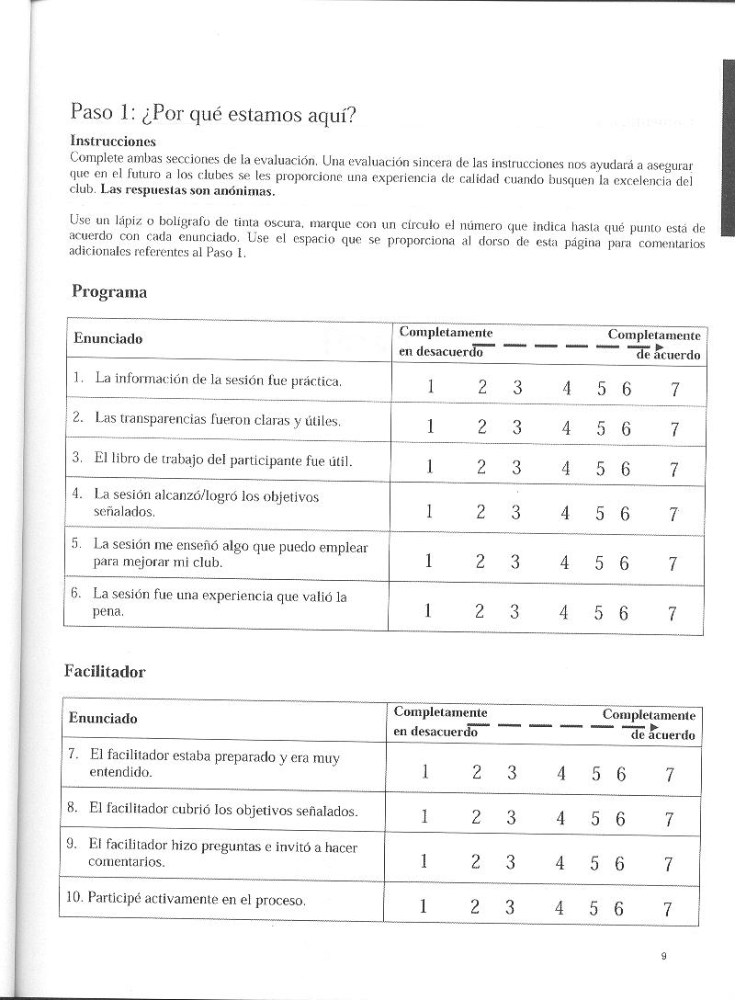 Paso 1: ¿Por qué estamos aquí?
Instrucciones
Complete ambas secciones de la evaluación. Una evaluación sincera de las instrucciones nos ayudará a asegurar
que en el futuro a los clubes se les proporcione una experiencia de calidad cuando busquen la excelencia del
club. Las respuestas son anónimas.
Use un lápiz o bolígrafo de tinta oscura, marque con un círculo el número que indica hasta qué punto está de
acuerdo con cada enunciado. Use el espacio que se proporciona al dorso de esta página para comentarios
adicionales referentes al Paso 1.
Programa
Enunciado
Completamente
en desacuerdo
Completamente
de acuerdo
1. La información de la sesión fue práctica.
1 2 3 4 5 6 7
2. Las transparencias fueron claras y útiles.
1 2 3 4 5 6 7
3. El libro de trabajo del participante fue útil.
1 2 3 4 5 6 7
4. La sesión alcanzó/logró los objetivos
señalados.
1 2 3 4 5 6 7
5. La sesión me enseñó algo que puedo emplear
para mejorar mi club.
1 2 3 4 5 6 7
6. La sesión fue una experiencia que valió la
pena.
1 2 3 4 5 6 7
Facilitador
Enunciado
Completamente
en desacuerdo
Completamente
de acuerdo
7. El facilitador estaba preparado y era muy
entendido.
1 2 3 4 5 6 7
8. El facilitador cubrió los objetivos señalados.
1 2 3 4 5 6 7
9. El facilitador hizo preguntas e invitó a hacer
comentarios.
1 2 3 4 5 6 7
10. Participé activamente en el proceso.
1 2 3 4 5 6 7
9